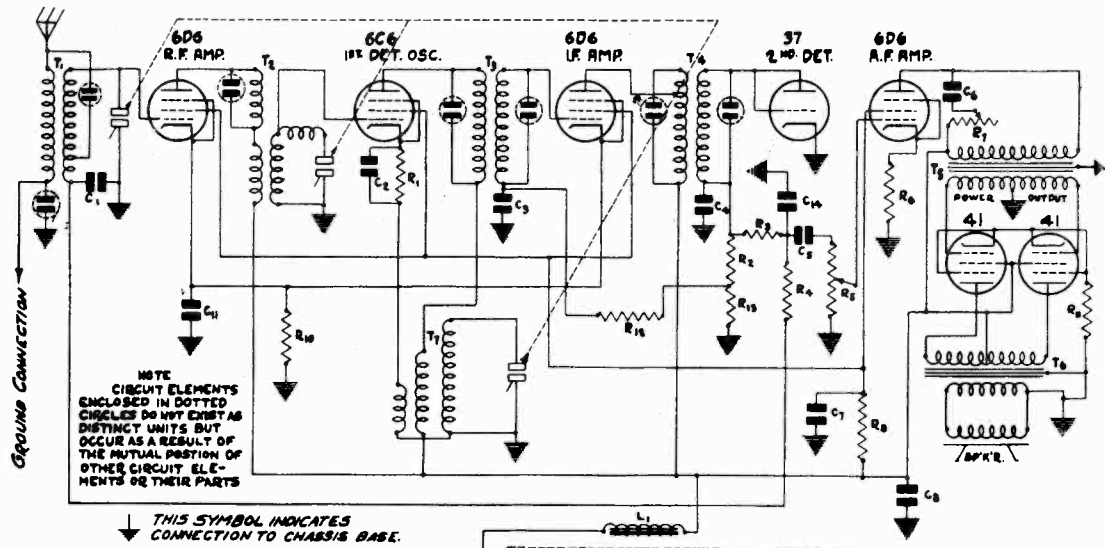 6D6
R.F. AMP.
6C6
1ST DET. OSC.
6D6
I.F. AMP.
37
2ND. DET.
6D6
A.F. AMP.
T1
T2
T3
T4
C6
R7
C1
C2
R1
C3
C4
C14
R3
C5
R2
R4
R5
R6
T5
POWER OUTPUT
41
41
R13
R12
C11
R10
T7
T6
C7
R8
SP'K'R.
C8
L1
GROUND CONNECTION
NOTE
CIRCUIT ELEMENTS
ENCLOSED IN DOTTED
CIRCLES DO NOT EXIST AS
DISTINCT UNITS BUT
OCCUR AS A RESULT OF
THE MUTUAL POSTION OF
OTHER CIRCUIT ELE-
MENTS OR THEIR PARTS
THIS SYMBOL INDICATES
CONNECTION TO CHASSIS BASE.